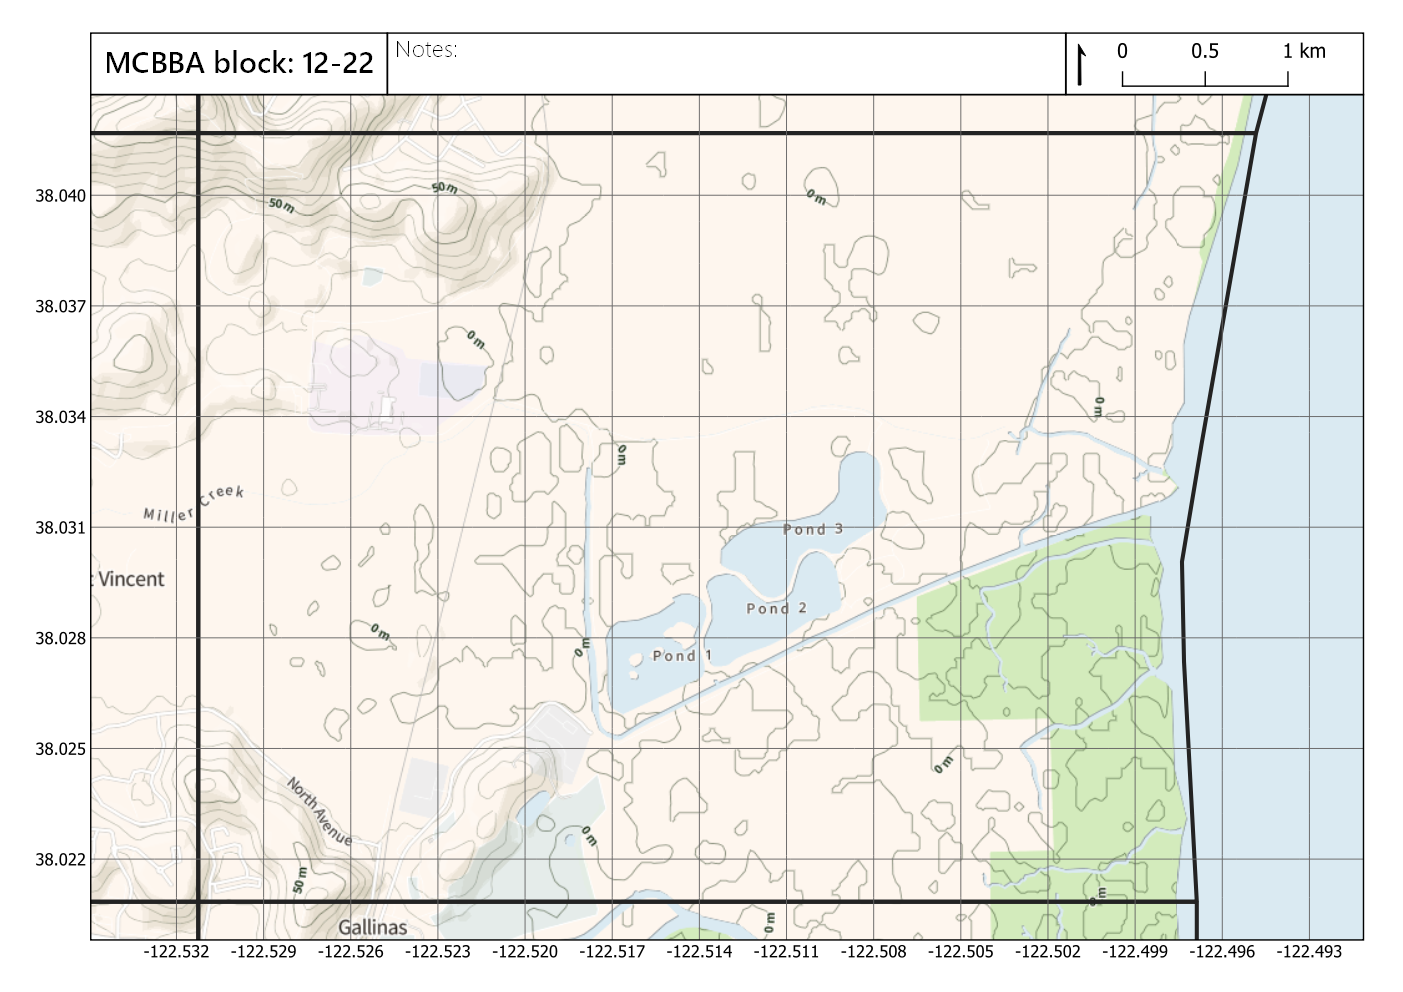 MCBBA block: 12-22
Notes:
0 0.5 1 km
50 m
50 m
0 m
38.040
38.037
0 m
0 m
38.034
0 m
Miller Creek
38.031
Pond 3
: Vincent
Pond 2
0 m
0 m
38.028
Pond 1
38.025
0 m
North Avenue
0 m
38.022
50 m
0 m
Gallinas
0 m
-122.532 -122.529 -122.526 -122.523 -122.520 -122.517 -122.514 -122.511 -122.508 -122.505 -122.502 -122.499 -122.496 -122.493